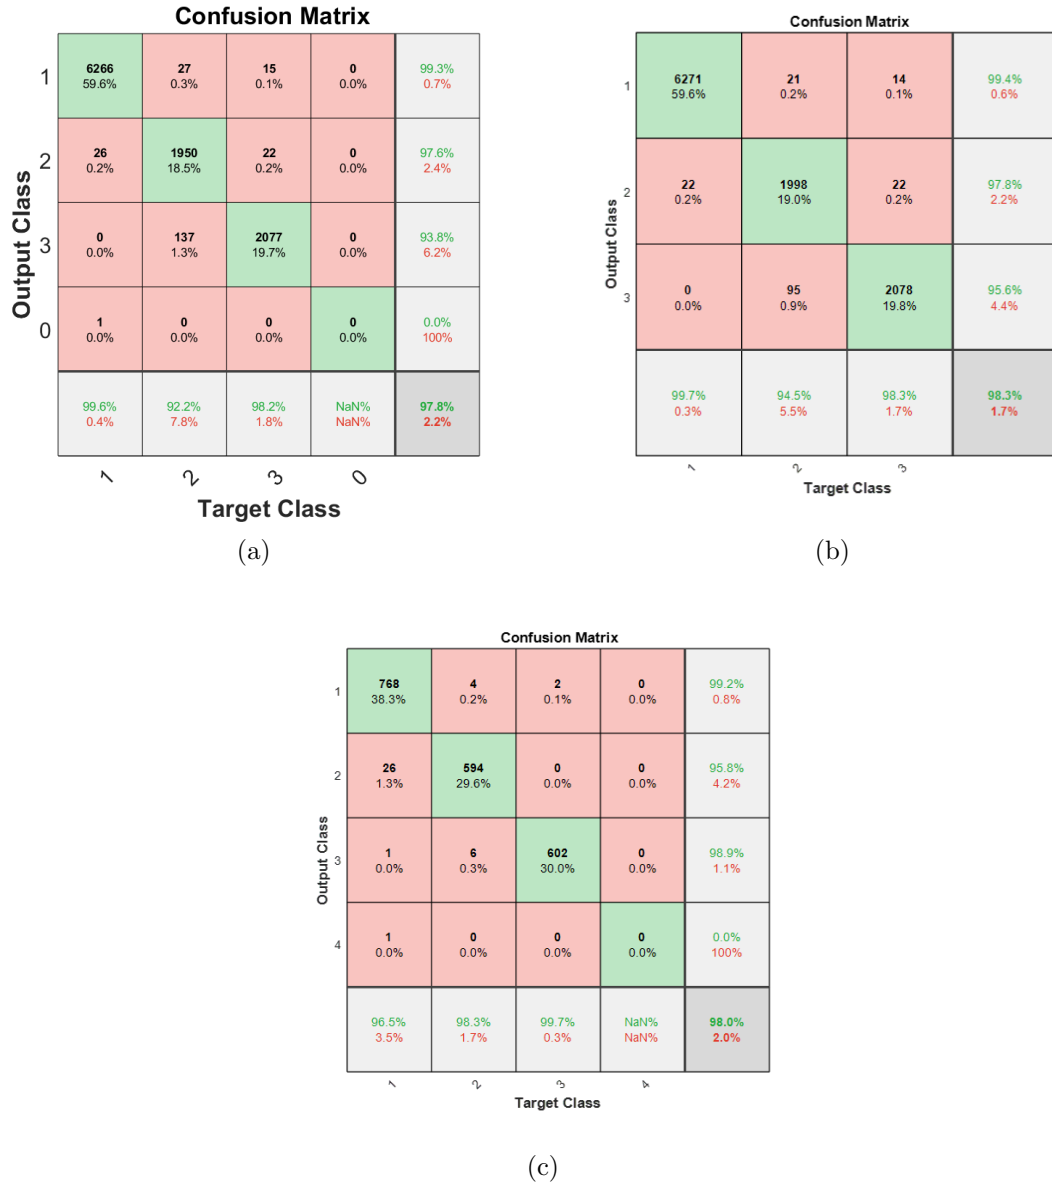 Confusion Matrix
1 6266 27 15 0 99.3%
59.6% 0.3% 0.1% 0.0% 0.7%
2 26 1950 22 0 97.6%
0.2% 18.5% 0.2% 0.0% 2.4%
3 0 137 2077 0 93.8%
0.0% 1.3% 19.7% 0.0% 6.2%
0 1 0 0 0 0.0%
0.0% 0.0% 0.0% 0.0% 100%
99.6% 92.2% 98.2% NaN% 97.8%
0.4% 7.8% 1.8% NaN% 2.2%
1 2 3 0
Output Class
Target Class
(a)
Confusion Matrix
1 6271 21 14 99.4%
59.6% 0.2% 0.1% 0.6%
2 22 1998 22 97.8%
0.2% 19.0% 0.2% 2.2%
3 0 95 2078 95.6%
0.0% 0.9% 19.8% 4.4%
99.7% 94.5% 98.3% 98.3%
0.3% 5.5% 1.7% 1.7%
1 2 3
Output Class
Target Class
(b)
Confusion Matrix
1 768 4 2 0 99.2%
38.3% 0.2% 0.1% 0.0% 0.8%
2 26 594 0 0 95.8%
1.3% 29.6% 0.0% 0.0% 4.2%
3 1 6 602 0 98.9%
0.0% 0.3% 30.0% 0.0% 1.1%
4 1 0 0 0 0.0%
0.0% 0.0% 0.0% 0.0% 100%
96.5% 98.3% 99.7% NaN% 98.0%
3.5% 1.7% 0.3% NaN% 2.0%
1 2 3 4
Output Class
Target Class
(c)